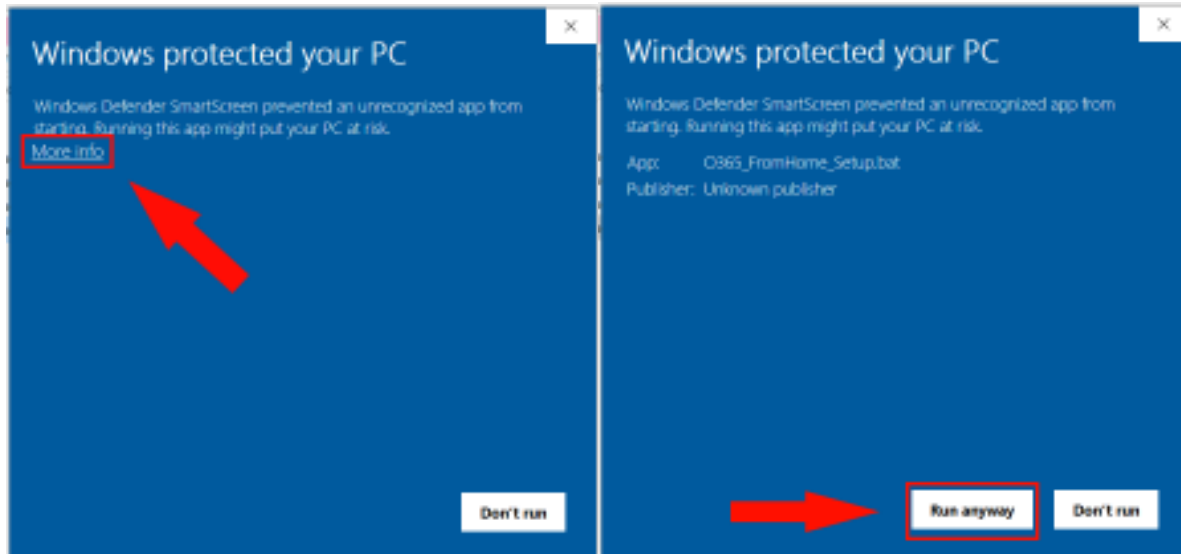 Windows protected your PC
Windows Defender SmartScreen prevented an unrecognized app from
starting. Running this app might put your PC at risk.
More info
Don't run
Windows protected your PC
Windows Defender SmartScreen prevented an unrecognized app from
starting. Running this app might put your PC at risk.
App: O365_FromHome_Setup.bat
Publisher: Unknown publisher
Run anyway
Don't run